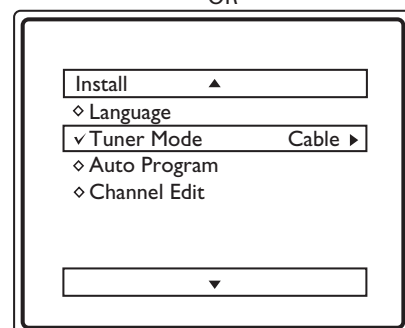 Install
Language
Tuner Mode Cable
Auto Program
Channel Edit